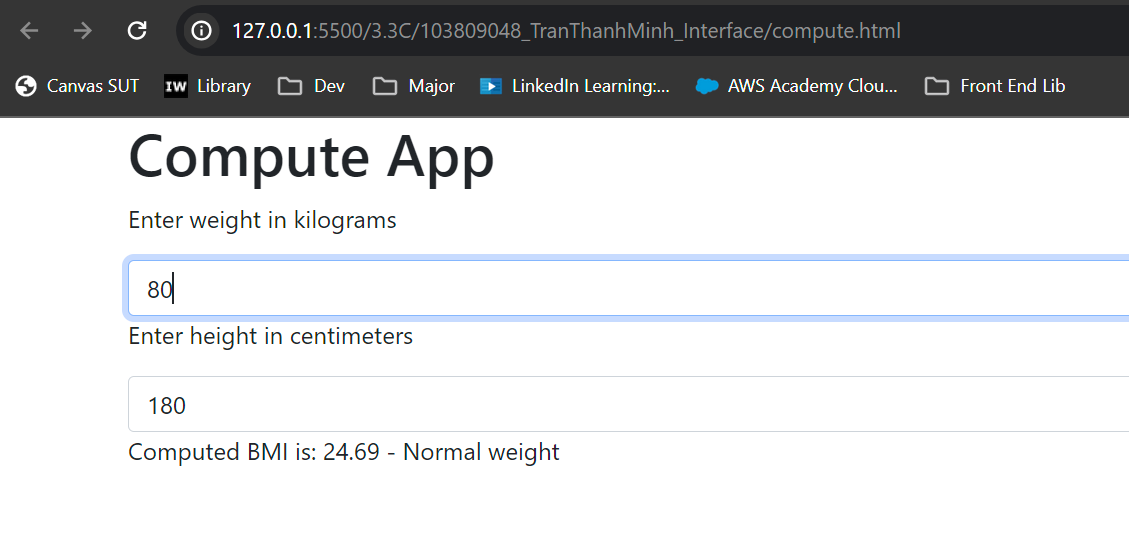 127.0.0.1:5500/3.3C/103809048_TranThanhMinh_Interface/compute.html
Canvas SUT IW Library Dev Major LinkedIn Learning:... AWS Academy Clou... Front End Lib
Compute App
Enter weight in kilograms
80
Enter height in centimeters
180
Computed BMI is: 24.69 - Normal weight